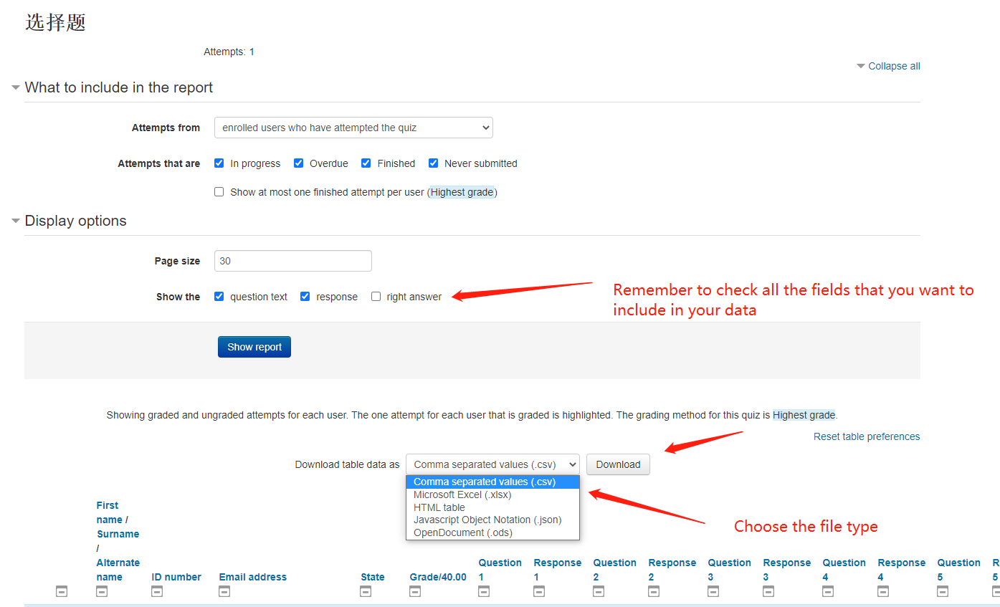 选择题
Attempts: 1
Collapse all
What to include in the report
Attempts from enrolled users who have attempted the quiz
Attempts that are In progress Overdue Finished Never submitted
Show at most one finished attempt per user (Highest grade)
Display options
Page size 30
Show the question text response right answer
Remember to check all the fields that you want to
include in your data
Show report
Showing graded and ungraded attempts for each user. The one attempt for each user that is graded is highlighted. The grading method for this quiz is Highest grade.
Reset table preferences
Download table data as Comma separated values (.csv) Download
Comma separated values (.csv)
Microsoft Excel (.xlsx)
HTML table
Javascript Object Notation (.json)
OpenDocument (.ods)
Choose the file type
First
name /
Surname
/
Alternate Question Response Question Response Question Response Question Response Question R
name ID number Email address State Grade/40.00 1 1 2 2 3 3 4 4 5 5